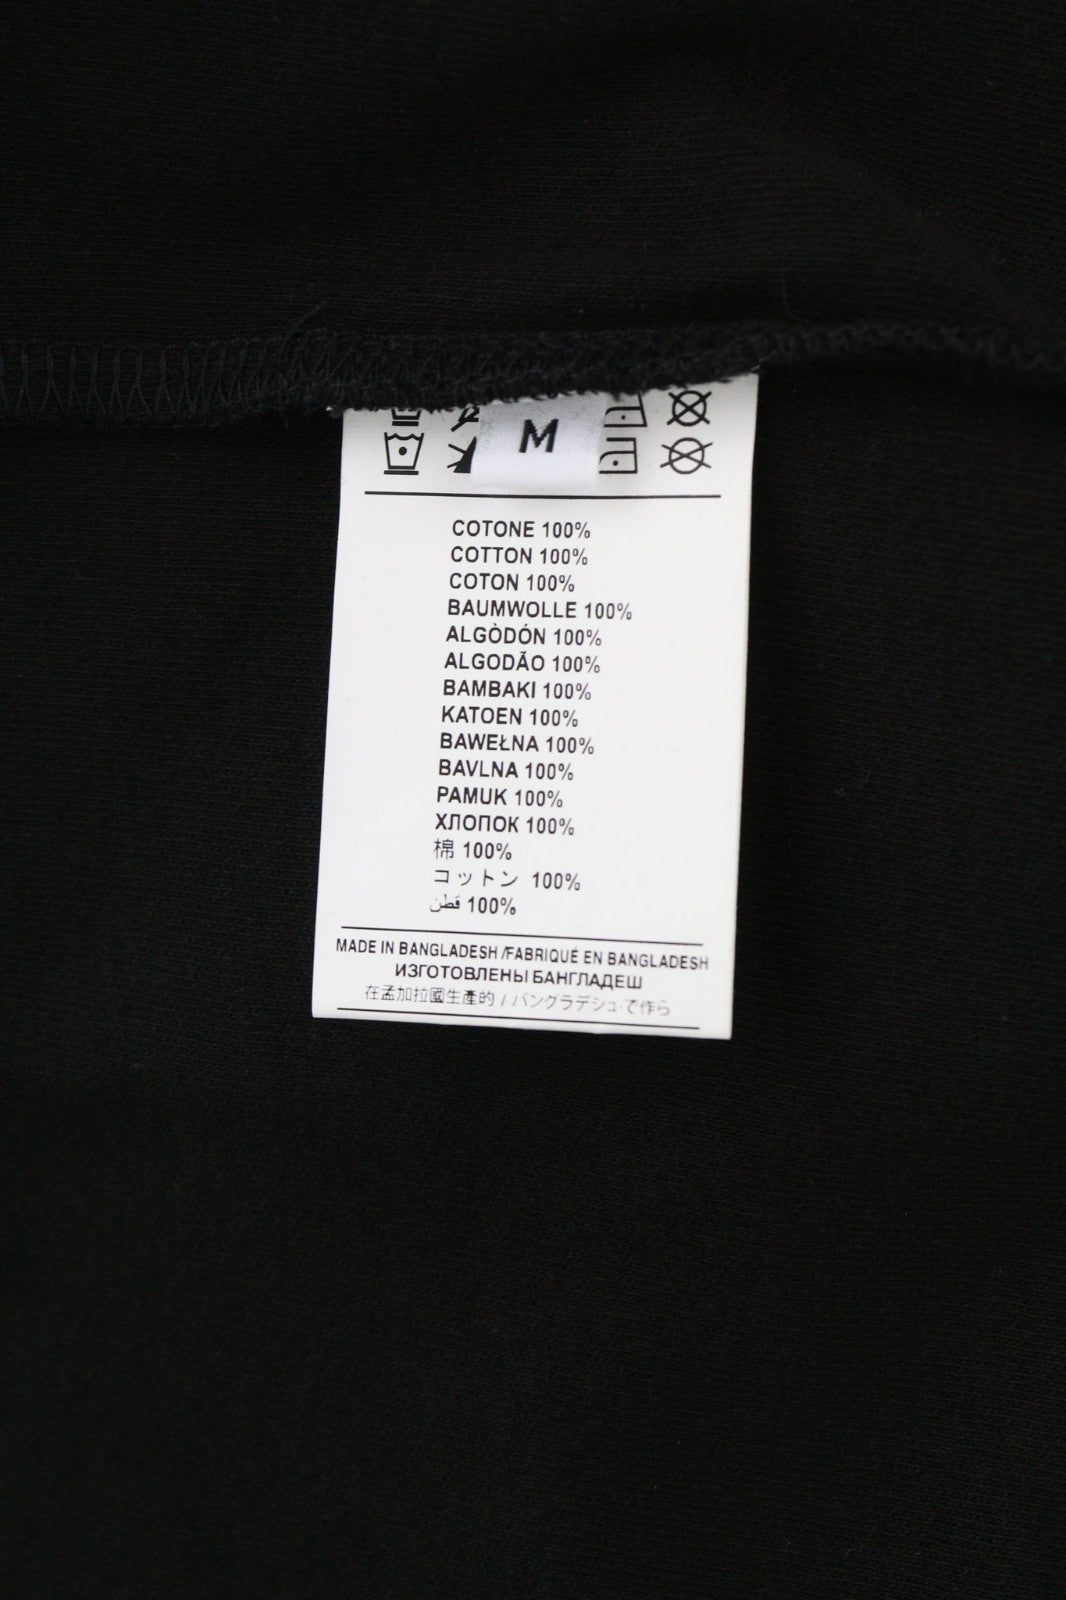 M
COTONE 100%
COTTON 100%
COTON 100%
BAUMWOLLE 100%
ALGÒDÓN 100%
ALGODÃO 100%
BAMBAKI 100%
KATOEN 100%
BAWEŁNA 100%
BAVLNA 100%
PAMUK 100%
ХЛОПОК 100%
棉 100%
コットン 100%
قطن 100%
MADE IN BANGLADESH /FABRIQUÉ EN BANGLADESH
ИЗГОТОВЛЕНЫ БАНГЛАДЕШ
在孟加拉國生產的 / バングラデシュで作ら